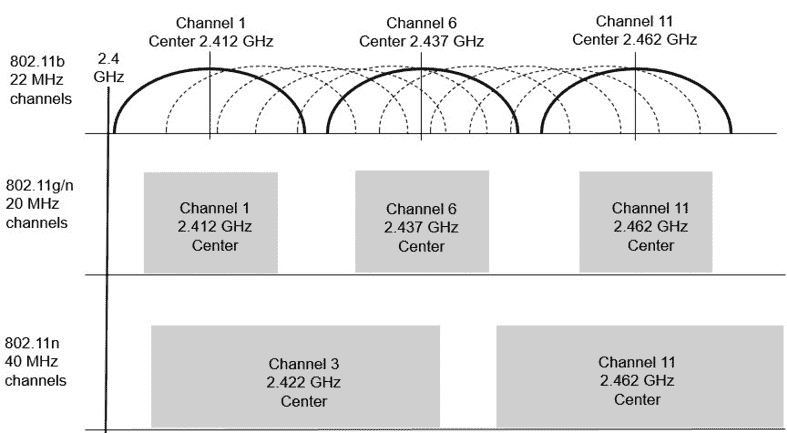 Channel 1
Center 2.412 GHz
Channel 6
Center 2.437 GHz
Channel 11
Center 2.462 GHz
802.11b
22 MHz
channels
2.4
GHz
802.11g/n
20 MHz
channels
Channel 1
2.412 GHz
Center
Channel 6
2.437 GHz
Center
Channel 11
2.462 GHz
Center
802.11n
40 MHz
channels
Channel 3
2.422 GHz
Center
Channel 11
2.462 GHz
Center